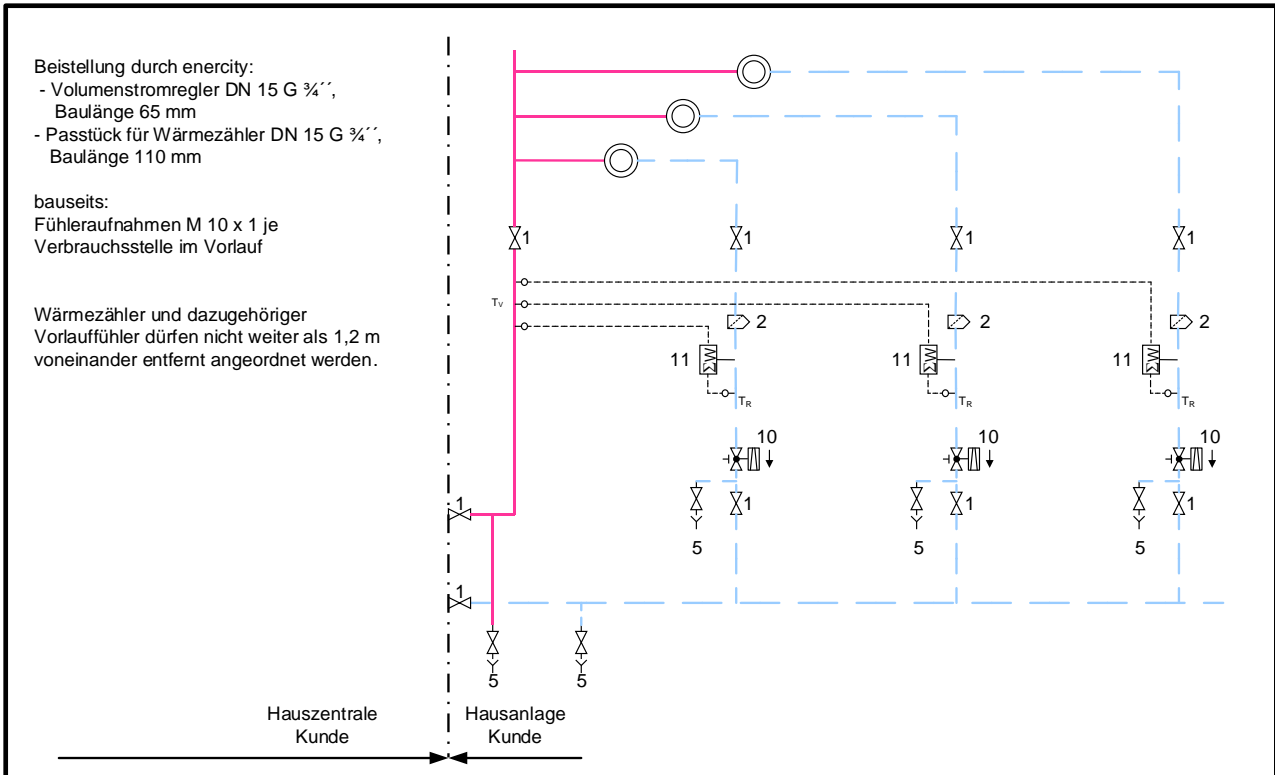 Beistellung durch enercity:
- Volumenstromregler DN 15 G ¾´´,
Baulänge 65 mm
- Passtück für Wärmezähler DN 15 G ¾´´,
Baulänge 110 mm
bauseits:
Fühleraufnahmen M 10 x 1 je
Verbrauchsstelle im Vorlauf
Wärmezähler und dazugehöriger
Vorlauffühler dürfen nicht weiter als 1,2 m
voneinander entfernt angeordnet werden.
1 1 1 1
TV
2 2 2
11 11 11
TR TR TR
10 10 10
1 1 1 1
5 5 5
1
5 5
Hauszentrale
Kunde
Hausanlage
Kunde